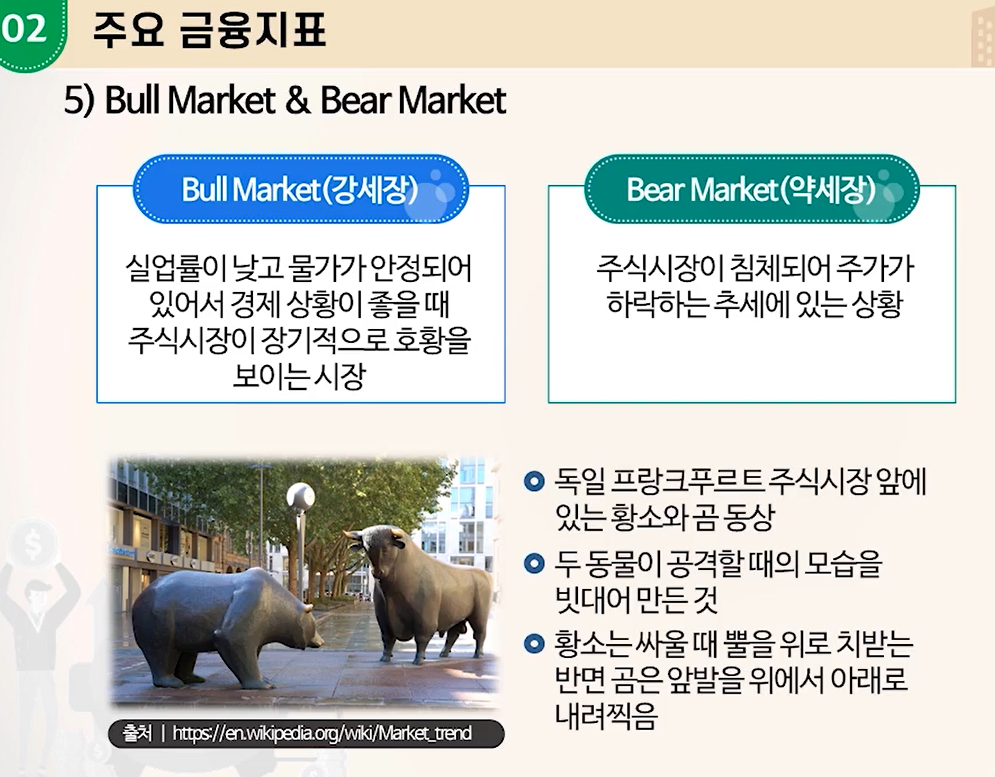 02 주요 금융지표
5) Bull Market & Bear Market
Bull Market(강세장)
실업률이 낮고 물가가 안정되어
있어서 경제 상황이 좋을 때
주식시장이 장기적으로 호황을
보이는 시장
Bear Market(약세장)
주식시장이 침체되어 주가가
하락하는 추세에 있는 상황
독일 프랑크푸르트 주식시장 앞에
있는 황소와 곰 동상
두 동물이 공격할 때의 모습을
빗대어 만든 것
황소는 싸울 때 뿔을 위로 치받는
반면 곰은 앞발을 위에서 아래로
내려찍음
출처 | https://en.wikipedia.org/wiki/Market_trend